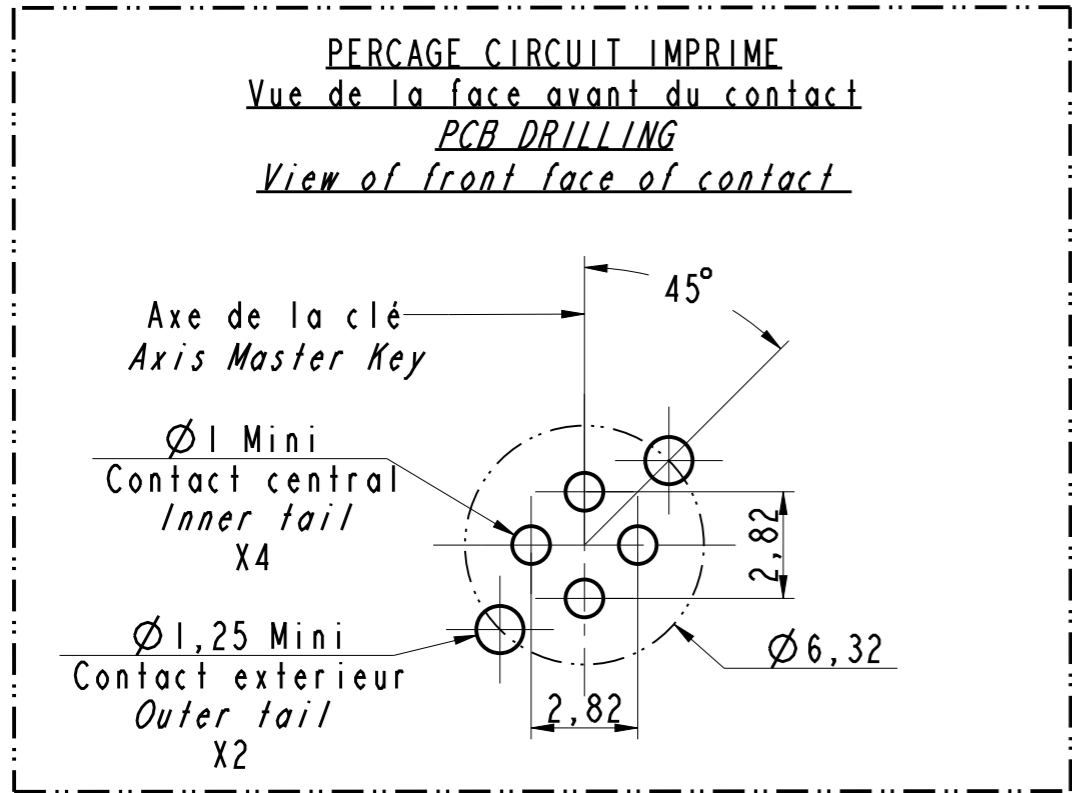 PERCAGE CIRCUIT IMPRIME
Vue de la face avant du contact
PCB DRILLING
View of front face of contact
45°
Axe de la clé
Axis Master Key
Ø1 Mini
Contact central
Inner tail
X4
2,82
Ø1,25 Mini
Contact exterieur
Outer tail
X2
Ø6,32
2,82